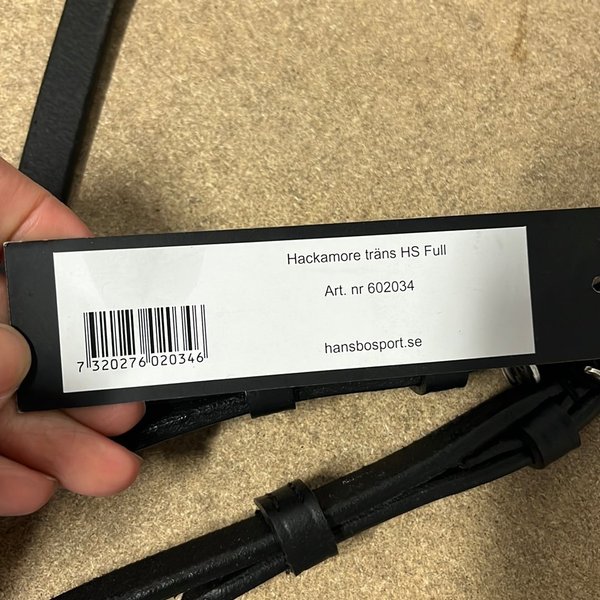 Hackamore träns HS Full
Art. nr 602034
7 320276 020346
hansbosport.se